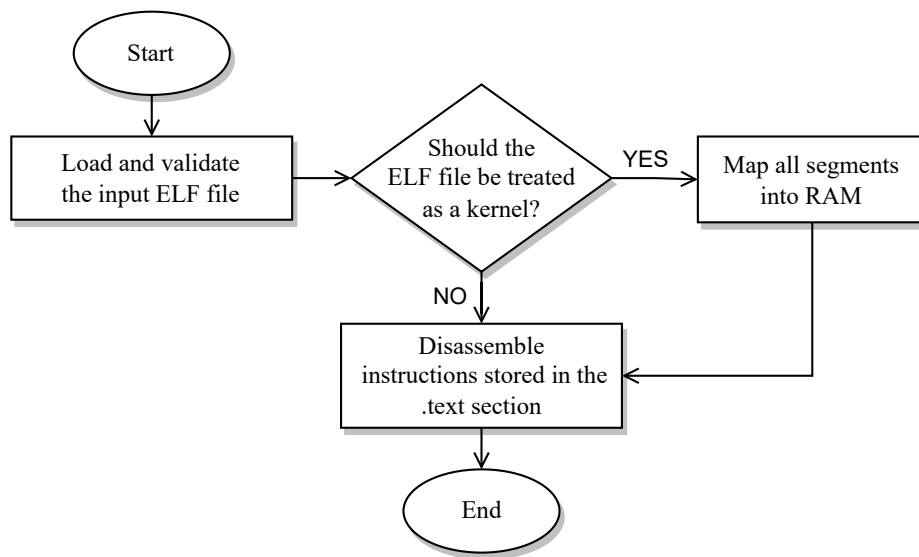 Start
Load and validate
the input ELF file
Should the
ELF file be treated
as a kernel?
YES
Map all segments
into RAM
NO
Disassemble
instructions stored in the
.text section
End